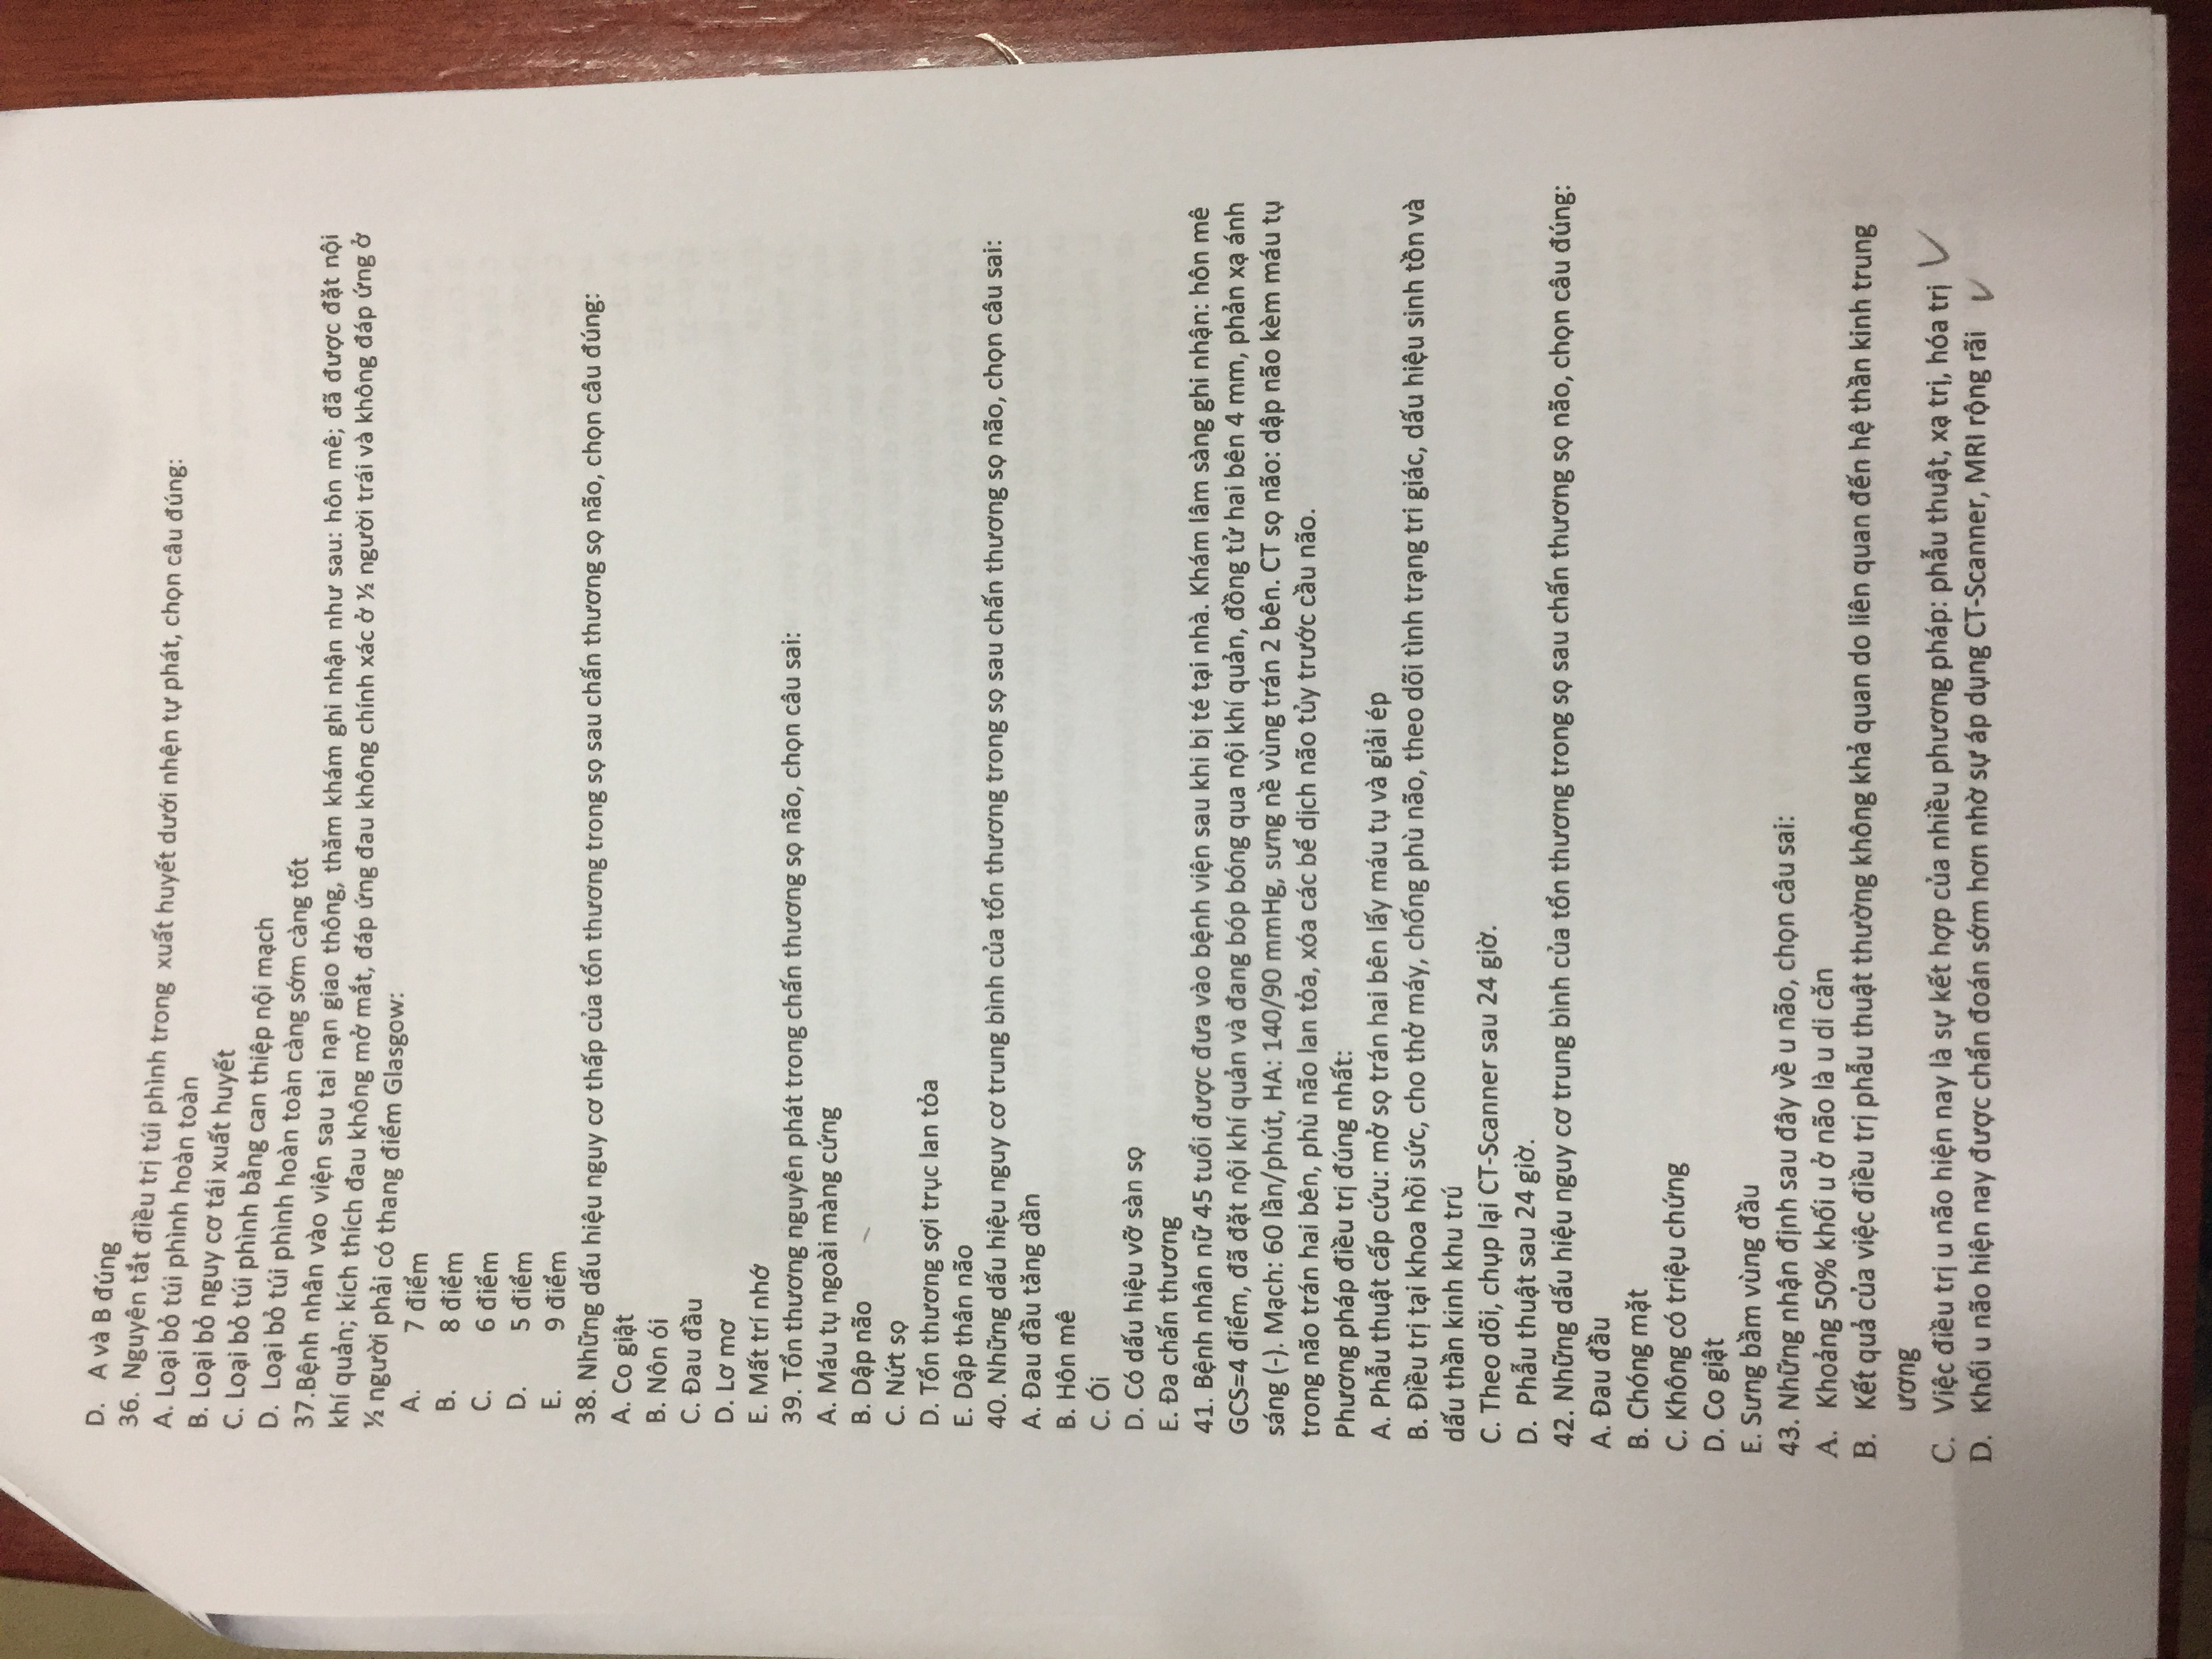 D. A và B đúng
36. Nguyên tắt điều trị túi phình trong xuất huyết dưới nhện tự phát, chọn câu đúng:
A. Loại bỏ túi phình hoàn toàn
B. Loại bỏ nguy cơ tái xuất huyết
C. Loại bỏ túi phình bằng can thiệp nội mạch
D. Loại bỏ túi phình hoàn toàn càng sớm càng tốt
37.Bệnh nhân vào viện sau tai nạn giao thông, thăm khám ghi nhận như sau: hôn mê; đã được đặt nội
khí quản; kích thích đau không mở mắt, đáp ứng đau không chính xác ở ½ người trái và không đáp ứng ở
½ người phải có thang điểm Glasgow:
A. 7 điểm
B. 8 điểm
C. 6 điểm
D. 5 điểm
E. 9 điểm
38. Những dấu hiệu nguy cơ thấp của tổn thương trong sọ sau chấn thương sọ não, chọn câu đúng:
A. Co giật
B. Nôn ói
C. Đau đầu
D. Lơ mơ
E. Mất trí nhớ
39. Tổn thương nguyên phát trong chấn thương sọ não, chọn câu sai:
A. Máu tụ ngoài màng cứng
B. Dập não
C. Nứt sọ
D. Tổn thương sợi trục lan tỏa
E. Dập thân não
40. Những dấu hiệu nguy cơ trung bình của tổn thương trong sọ sau chấn thương sọ não, chọn câu sai:
A. Đau đầu tăng dần
B. Hôn mê
C. Ói
D. Có dấu hiệu vỡ sàn sọ
E. Đa chấn thương
41. Bệnh nhân nữ 45 tuổi được đưa vào bệnh viện sau khi bị té tại nhà. Khám lâm sàng ghi nhận: hôn mê
GCS=4 điểm, đã đặt nội khí quản và đang bóp bóng qua nội khí quản, đồng tử hai bên 4 mm, phản xạ ánh
sáng (-). Mạch: 60 lần/phút, HA: 140/90 mmHg, sưng nề vùng trán 2 bên. CT sọ não: dập não kèm máu tụ
trong não trán hai bên, phù não lan tỏa, xóa các bể dịch não tủy trước cầu não.
Phương pháp điều trị đúng nhất:
A. Phẫu thuật cấp cứu: mở sọ trán hai bên lấy máu tụ và giải ép
B. Điều trị tại khoa hồi sức, cho thở máy, chống phù não, theo dõi tình trạng tri giác, dấu hiệu sinh tồn và
dấu thần kinh khu trú
C. Theo dõi, chụp lại CT-Scanner sau 24 giờ.
D. Phẫu thuật sau 24 giờ.
42. Những dấu hiệu nguy cơ trung bình của tổn thương trong sọ sau chấn thương sọ não, chọn câu đúng:
A. Đau đầu
B. Chóng mặt
C. Không có triệu chứng
D. Co giật
E. Sưng bầm vùng đầu
43. Những nhận định sau đây về u não, chọn câu sai:
A. Khoảng 50% khối u ở não là u di căn
B. Kết quả của việc điều trị phẫu thuật thường không khả quan do liên quan đến hệ thần kinh trung
ương
C. Việc điều trị u não hiện nay là sự kết hợp của nhiều phương pháp: phẫu thuật, xạ trị, hóa trị
D. Khối u não hiện nay được chẩn đoán sớm hơn nhờ sự áp dụng CT-Scanner, MRI rộng rãi